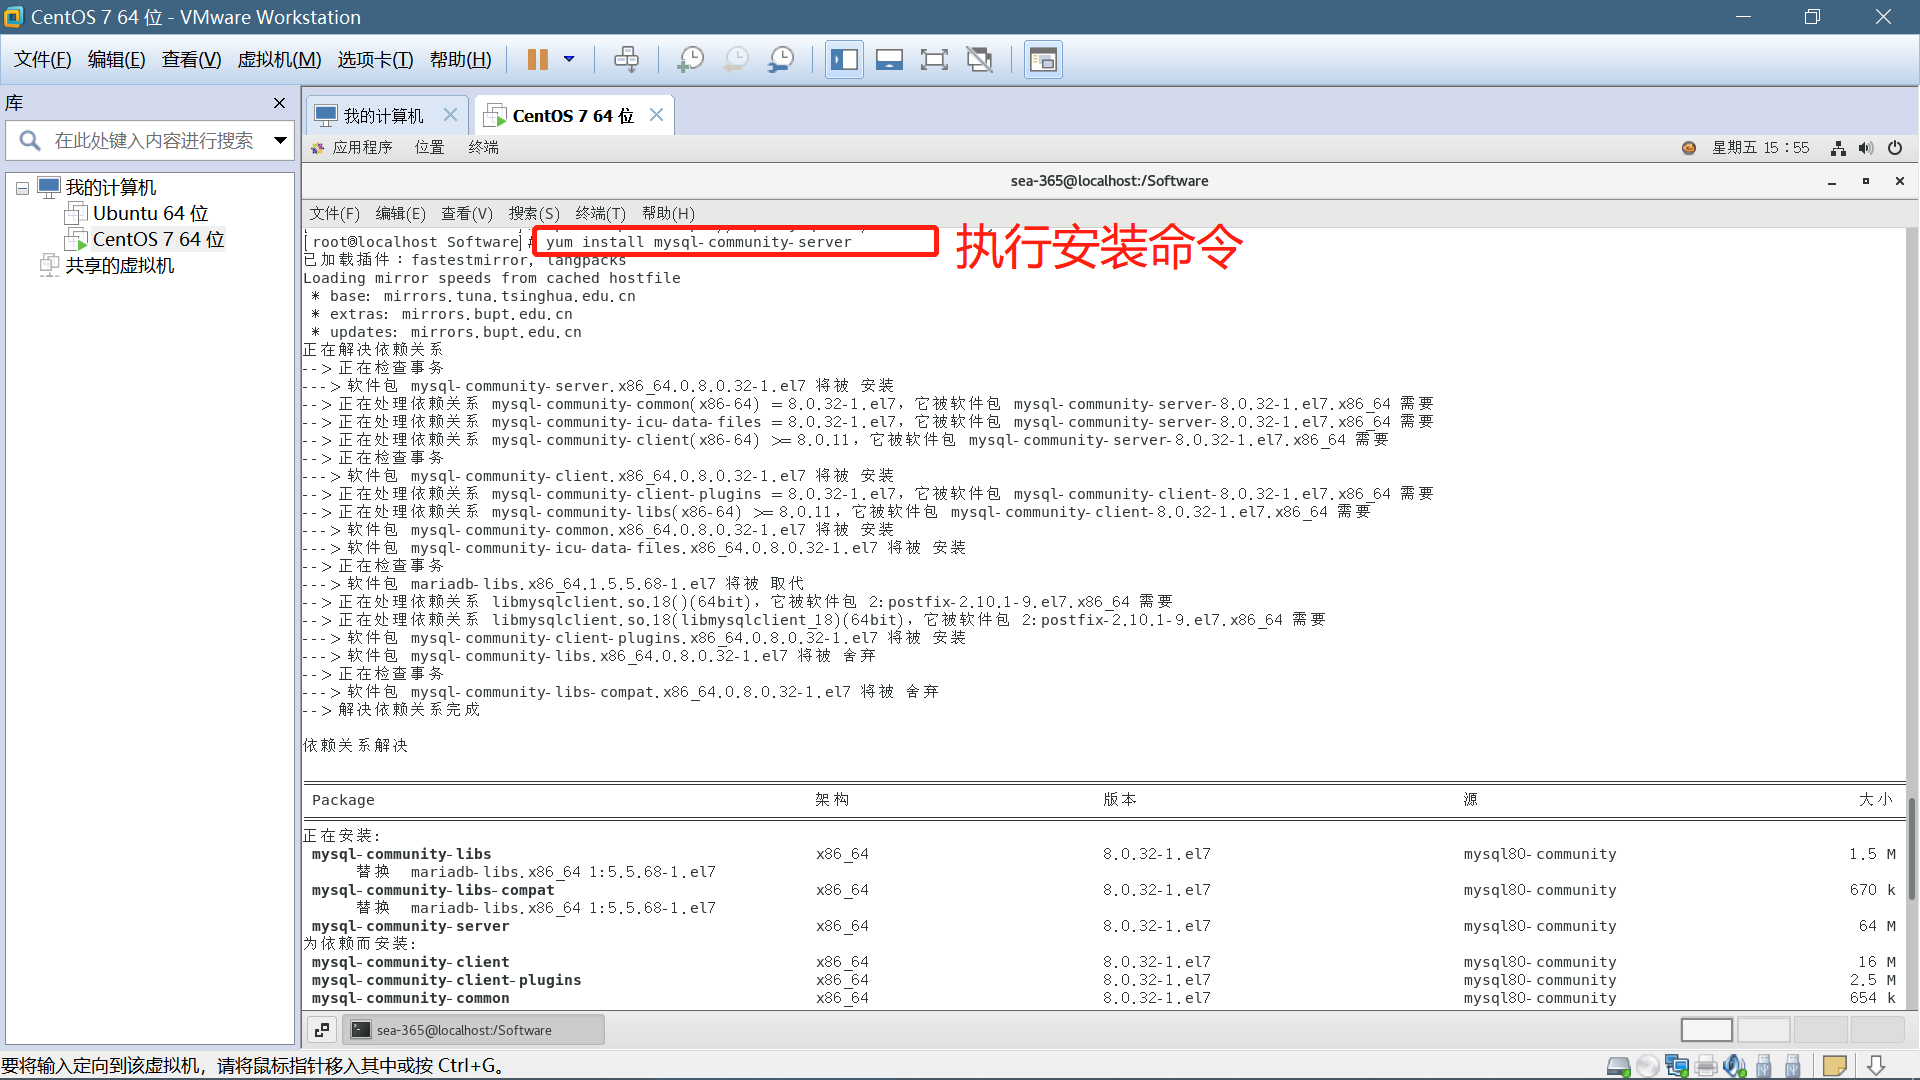 CentOS 7 64 位 - VMware Workstation
文件(F) 编辑(E) 查看(V) 虚拟机(M) 选项卡(T) 帮助(H)
库
在此处键入内容进行搜索
我的计算机
Ubuntu 64 位
CentOS 7 64 位
共享的虚拟机
我的计算机 CentOS 7 64 位
应用程序 位置 终端 星期五 15：55
sea-365@localhost:/Software
文件(F) 编辑(E) 查看(V) 搜索(S) 终端(T) 帮助(H)
[root@localhost Software]# yum install mysql-community-server
执行安装命令
已加载插件：fastestmirror, langpacks
Loading mirror speeds from cached hostfile
* base: mirrors.tuna.tsinghua.edu.cn
* extras: mirrors.bupt.edu.cn
* updates: mirrors.bupt.edu.cn
正在解决依赖关系
--> 正在检查事务
---> 软件包 mysql-community-server.x86_64.0.8.0.32-1.el7 将被 安装
--> 正在处理依赖关系 mysql-community-common(x86-64) = 8.0.32-1.el7，它被软件包 mysql-community-server-8.0.32-1.el7.x86_64 需要
--> 正在处理依赖关系 mysql-community-icu-data-files = 8.0.32-1.el7，它被软件包 mysql-community-server-8.0.32-1.el7.x86_64 需要
--> 正在处理依赖关系 mysql-community-client(x86-64) >= 8.0.11，它被软件包 mysql-community-server-8.0.32-1.el7.x86_64 需要
--> 正在检查事务
---> 软件包 mysql-community-client.x86_64.0.8.0.32-1.el7 将被 安装
--> 正在处理依赖关系 mysql-community-client-plugins = 8.0.32-1.el7，它被软件包 mysql-community-client-8.0.32-1.el7.x86_64 需要
--> 正在处理依赖关系 mysql-community-libs(x86-64) >= 8.0.11，它被软件包 mysql-community-client-8.0.32-1.el7.x86_64 需要
---> 软件包 mysql-community-common.x86_64.0.8.0.32-1.el7 将被 安装
---> 软件包 mysql-community-icu-data-files.x86_64.0.8.0.32-1.el7 将被 安装
--> 正在检查事务
---> 软件包 mariadb-libs.x86_64.1.5.5.68-1.el7 将被 取代
--> 正在处理依赖关系 libmysqlclient.so.18()(64bit)，它被软件包 2:postfix-2.10.1-9.el7.x86_64 需要
--> 正在处理依赖关系 libmysqlclient.so.18(libmysqlclient_18)(64bit)，它被软件包 2:postfix-2.10.1-9.el7.x86_64 需要
---> 软件包 mysql-community-client-plugins.x86_64.0.8.0.32-1.el7 将被 安装
---> 软件包 mysql-community-libs.x86_64.0.8.0.32-1.el7 将被 舍弃
--> 正在检查事务
---> 软件包 mysql-community-libs-compat.x86_64.0.8.0.32-1.el7 将被 舍弃
--> 解决依赖关系完成
依赖关系解决
Package 架构 版本 源 大小
正在安装:
mysql-community-libs x86_64 8.0.32-1.el7 mysql80-community 1.5 M
替换 mariadb-libs.x86_64 1:5.5.68-1.el7
mysql-community-libs-compat x86_64 8.0.32-1.el7 mysql80-community 670 k
替换 mariadb-libs.x86_64 1:5.5.68-1.el7
mysql-community-server x86_64 8.0.32-1.el7 mysql80-community 64 M
为依赖而安装:
mysql-community-client x86_64 8.0.32-1.el7 mysql80-community 16 M
mysql-community-client-plugins x86_64 8.0.32-1.el7 mysql80-community 2.5 M
mysql-community-common x86_64 8.0.32-1.el7 mysql80-community 654 k
sea-365@localhost:/Software
要将输入定向到该虚拟机，请将鼠标指针移入其中或按 Ctrl+G。